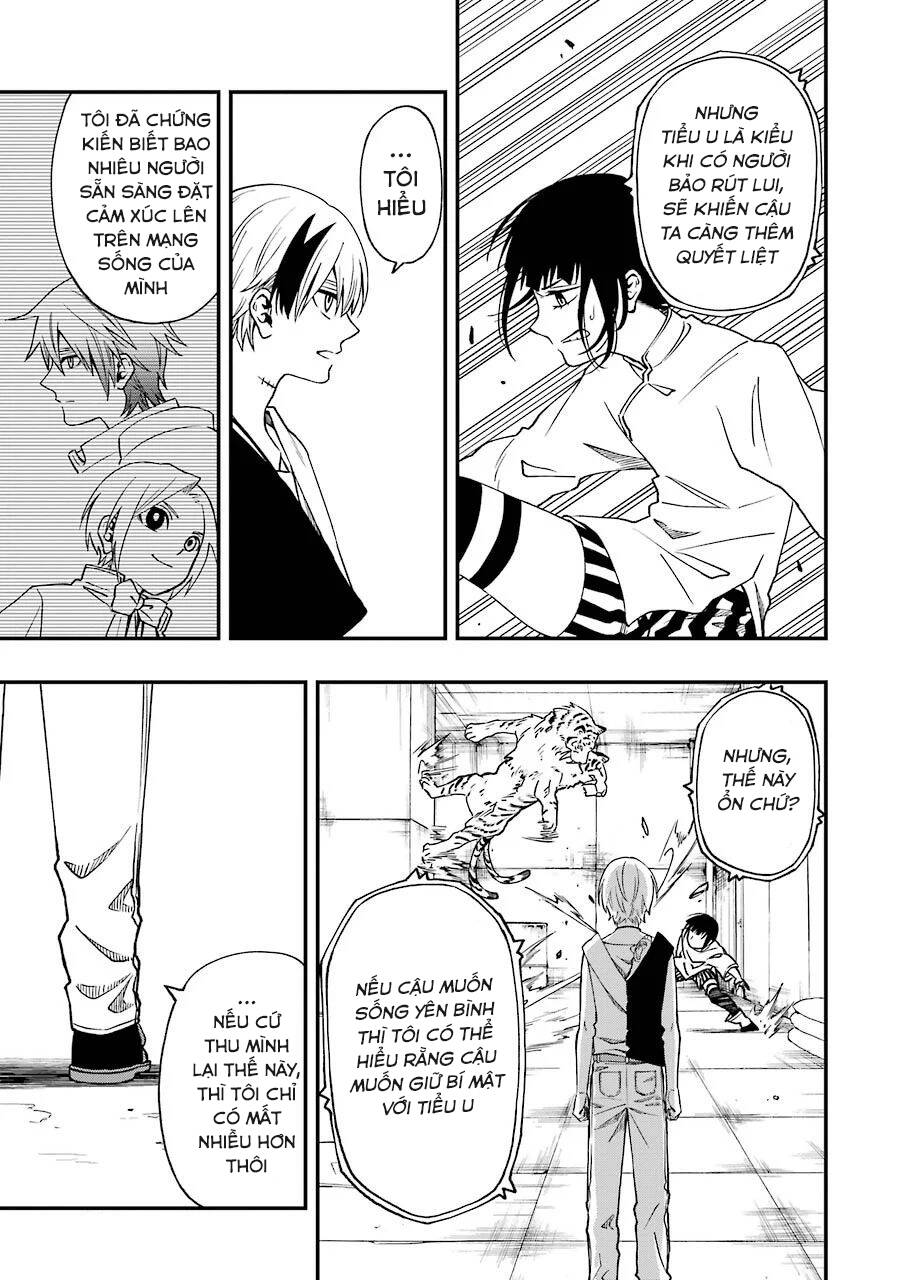 NHƯNG
TIỂU U LÀ KIỂU
KHI CÓ NGƯỜI
BẢO RÚT LUI,
SẼ KHIẾN CẬU
TA CÀNG THÊM
QUYẾT LIỆT
...
TÔI
HIỂU
TÔI ĐÃ CHỨNG
KIẾN BIẾT BAO
NHIÊU NGƯỜI
SẴN SÀNG ĐẶT
CẢM XÚC LÊN
TRÊN MẠNG
SỐNG CỦA
MÌNH
NHƯNG,
THẾ NÀY
ỔN CHỨ?
NẾU CẬU MUỐN
SỐNG YÊN BÌNH
THÌ TÔI CÓ THỂ
HIỂU RẰNG CẬU
MUỐN GIỮ BÍ MẬT
VỚI TIỂU U
...
NẾU CỨ
THU MÌNH
LẠI THẾ NÀY,
THÌ TÔI CHỈ
CÓ MẤT
NHIỀU HƠN
THÔI